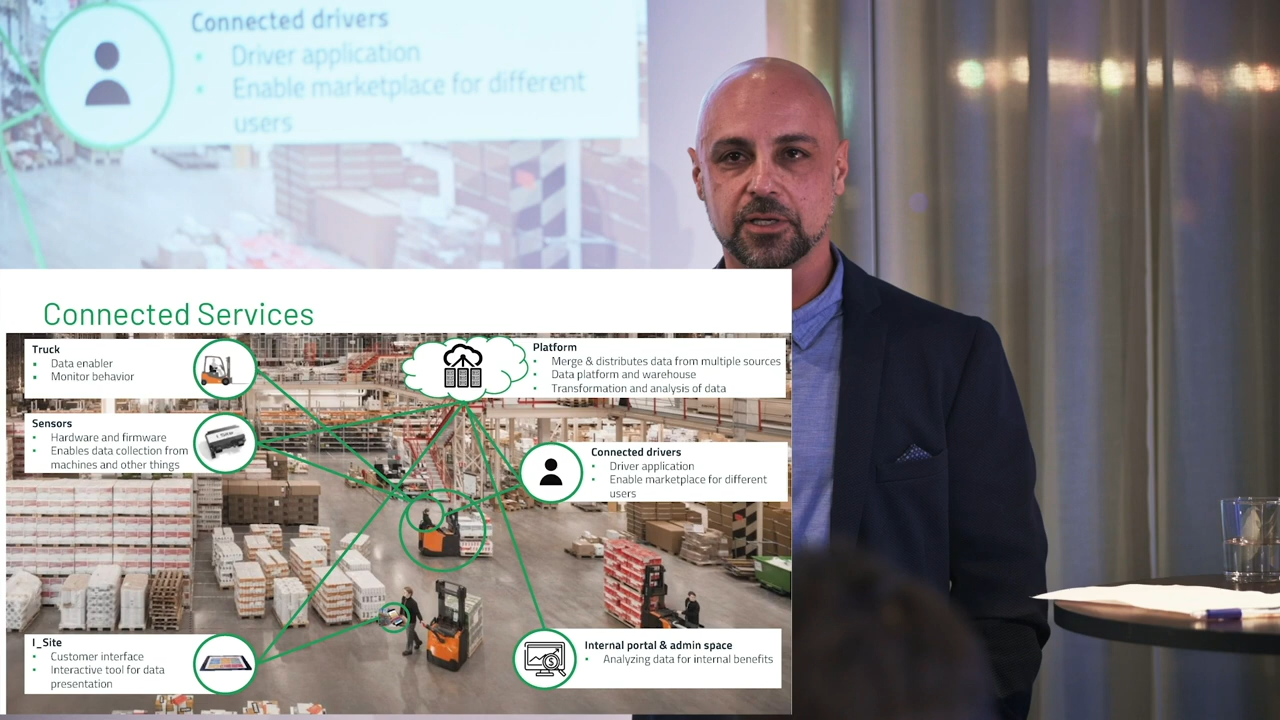 Connected drivers
• Driver application
• Enable marketplace for different
users
Connected Services
Truck
• Data enabler
• Monitor behavior
Platform
• Merge & distributes data from multiple sources
• Data platform and warehouse
• Transformation and analysis of data
Sensors
• Hardware and firmware
• Enables data collection from
machines and other things
Connected drivers
• Driver application
• Enable marketplace for different
users
I_Site
• Customer interface
• Interactive tool for data
presentation
Internal portal & admin space
• Analyzing data for internal benefits